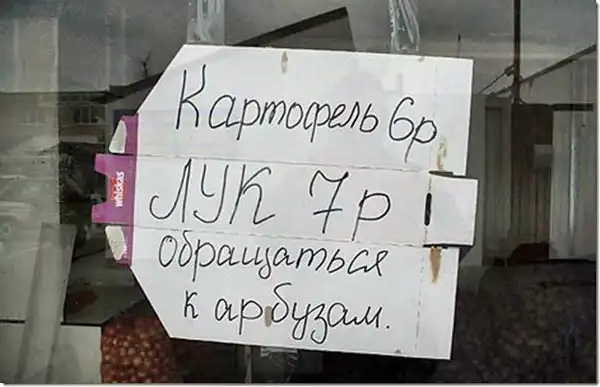 Картофель 6р
ЛУК 7р
обращаться
к арбузам.
whiskas